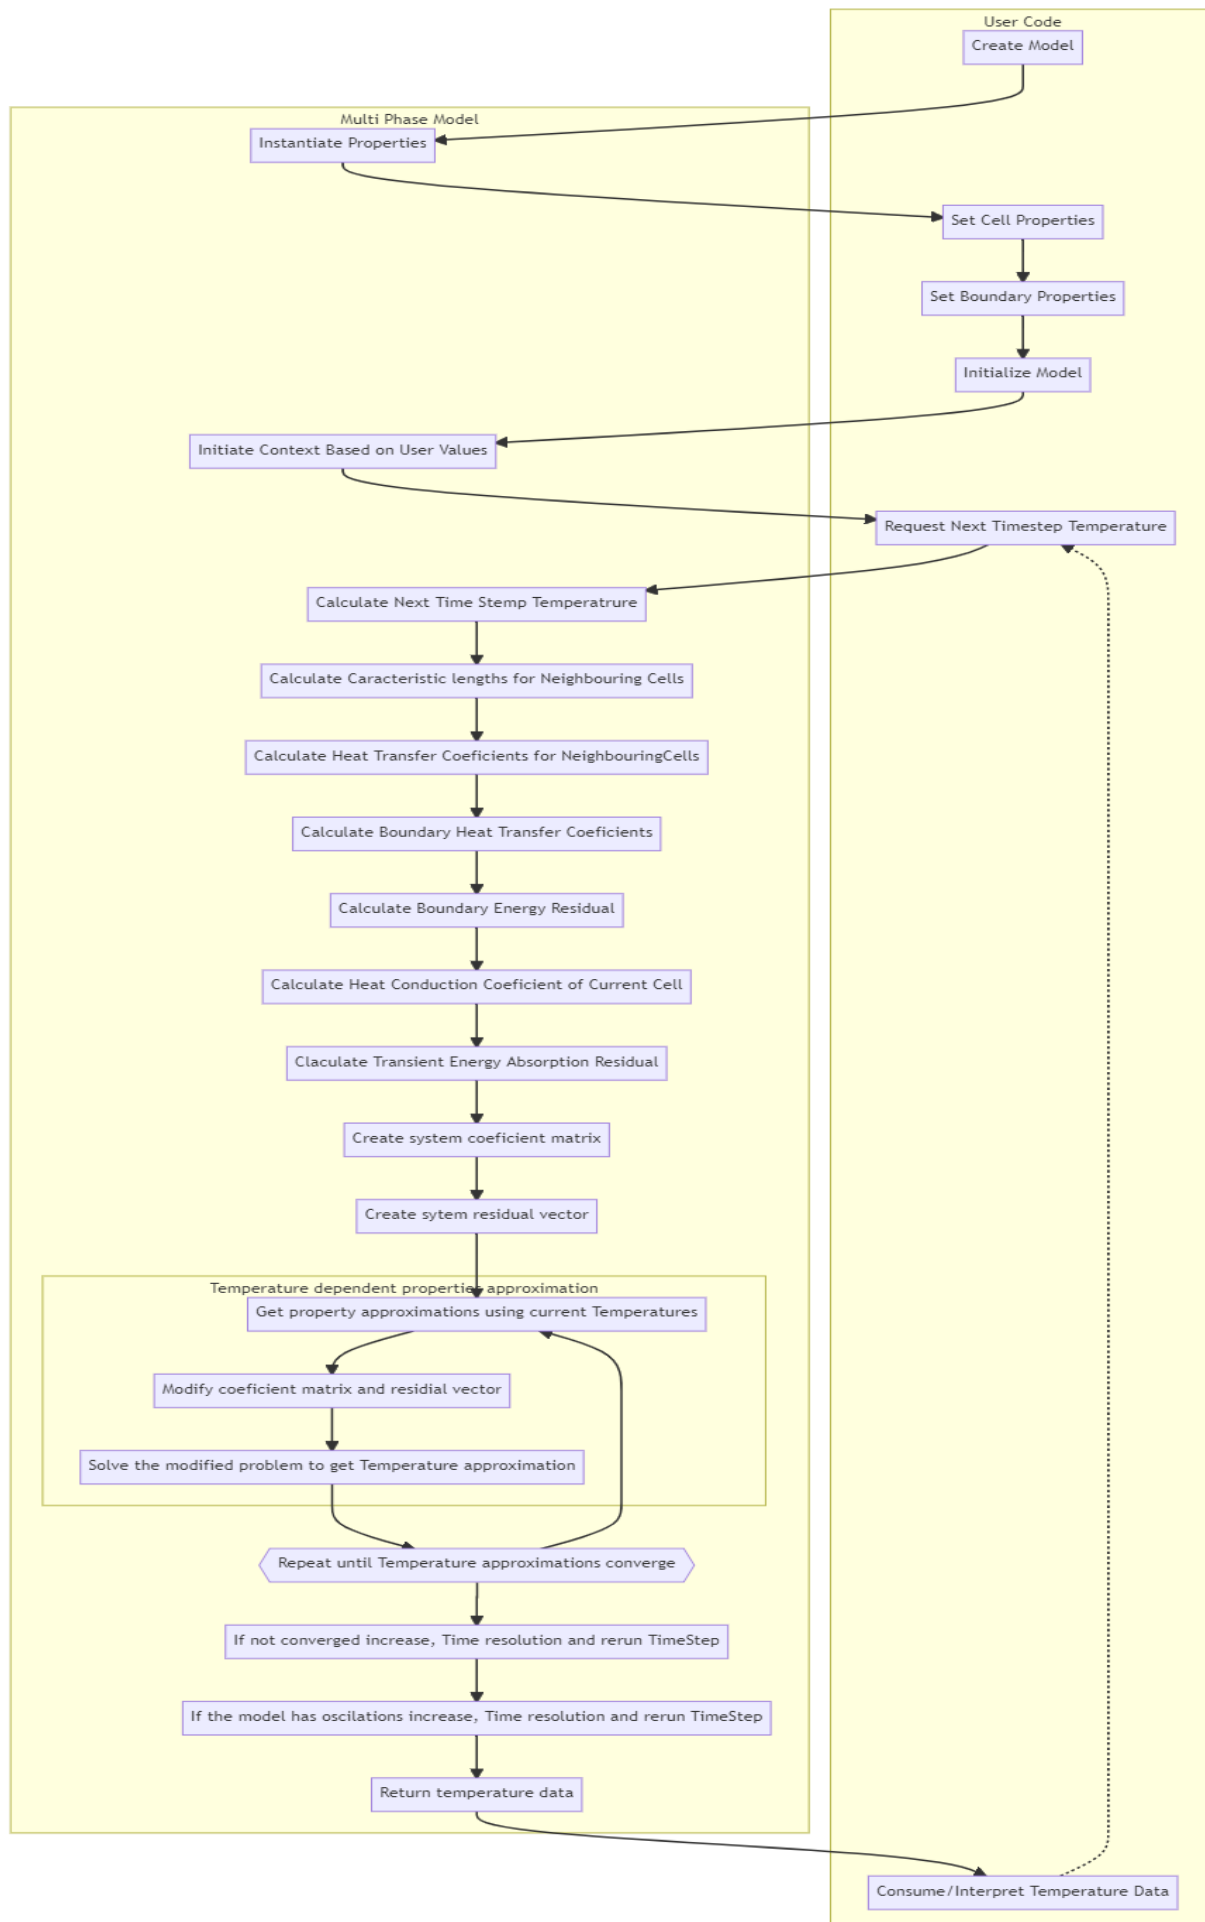 User Code
Create Model
Multi Phase Model
Instantiate Properties
Set Cell Properties
Set Boundary Properties
Initialize Model
Initiate Context Based on User Values
Request Next Timestep Temperature
Calculate Next Time Stemp Temperatrure
Calculate Caracteristic lengths for Neighbouring Cells
Calculate Heat Transfer Coeficients for NeighbouringCells
Calculate Boundary Heat Transfer Coeficients
Calculate Boundary Energy Residual
Calculate Heat Conduction Coeficient of Current Cell
Claculate Transient Energy Absorption Residual
Create system coeficient matrix
Create sytem residual vector
Temperature dependent properties approximation
Get property approximations using current Temperatures
Modify coeficient matrix and residial vector
Solve the modified problem to get Temperature approximation
Repeat until Temperature approximations converge
If not converged increase, Time resolution and rerun TimeStep
If the model has oscilations increase, Time resolution and rerun TimeStep
Return temperature data
Consume/Interpret Temperature Data